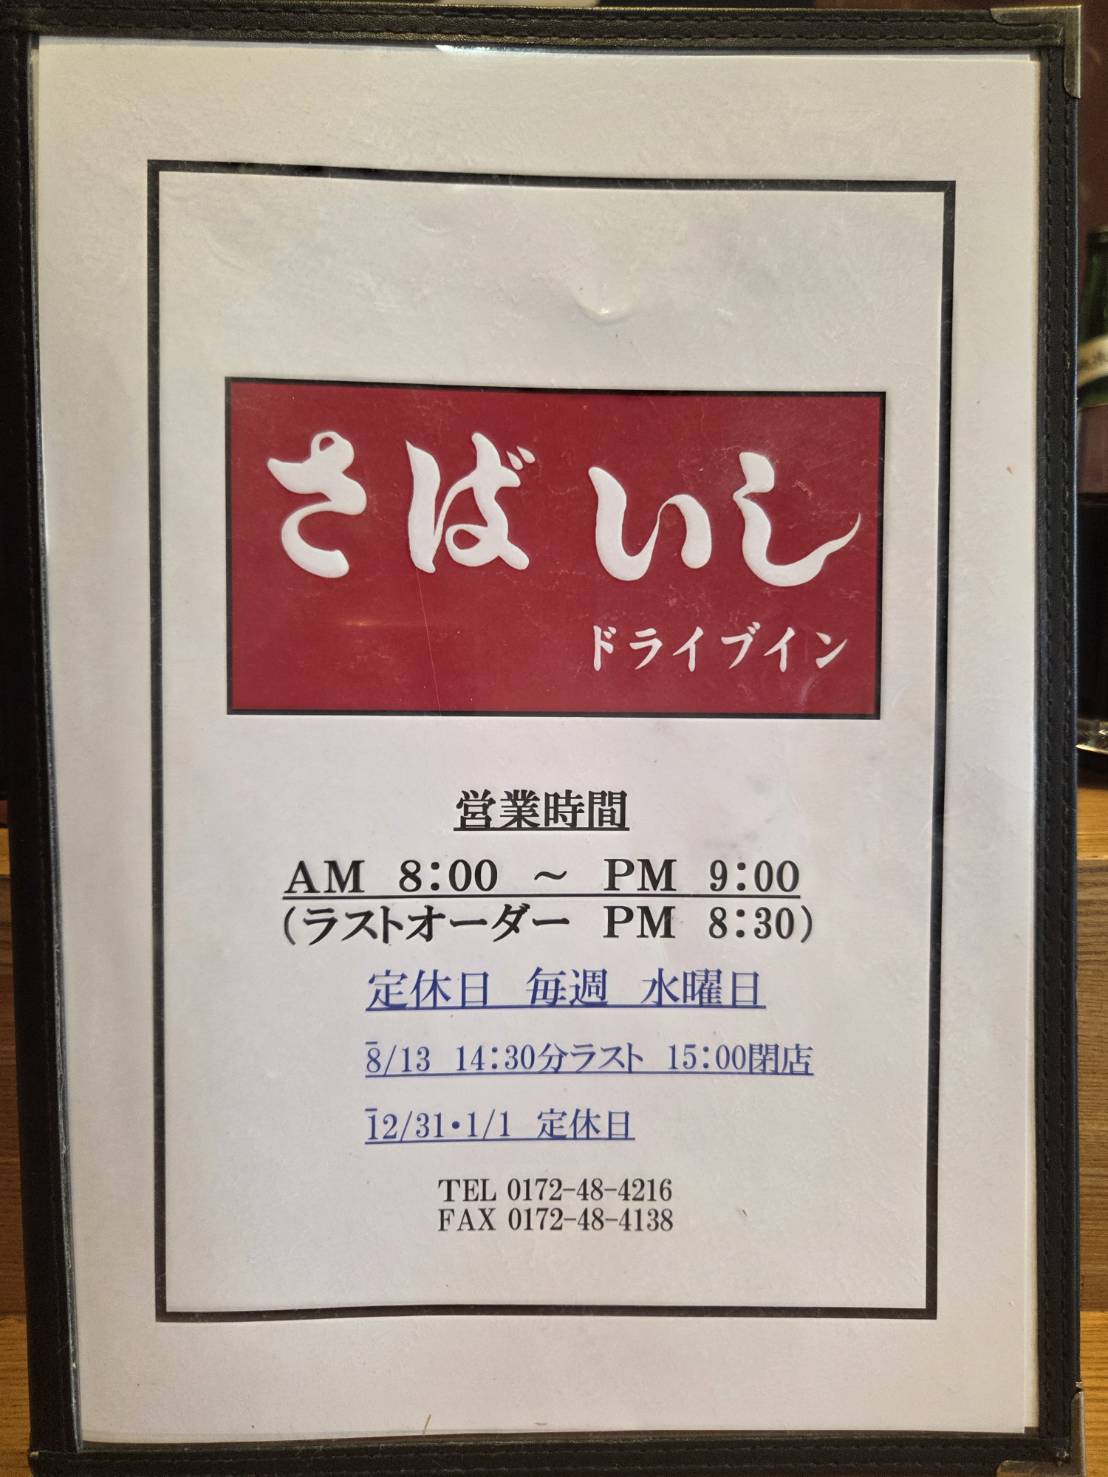 さばいし
ドライブイン
営業時間
AM 8:00 ～ PM 9:00
(ラストオーダー PM 8:30)
定休日 毎週 水曜日
8/13 14:30分ラスト 15:00閉店
12/31・1/1 定休日
TEL 0172-48-4216
FAX 0172-48-4138